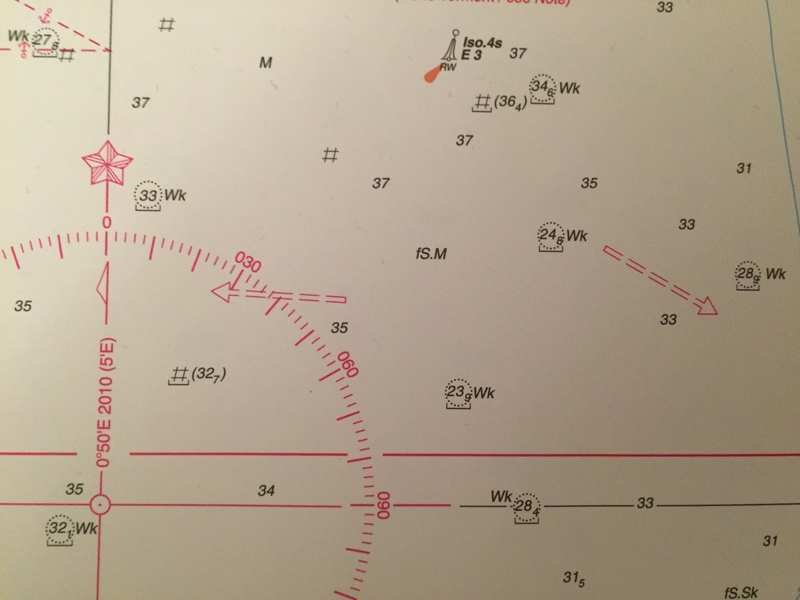 33
Wk 27
Iso.4s
E 3
RW
37
M
34₆ Wk
(36₄)
37
37
31
37
35
33 Wk
33
0
24₈ Wk
fS.M
030
28₉ Wk
35
35
33
060
(32₇)
23₉ Wk
0°50'E 2010 (5'E)
35
34
090
Wk 28₄
33
32₁ Wk
31
31₅
fS.Sk